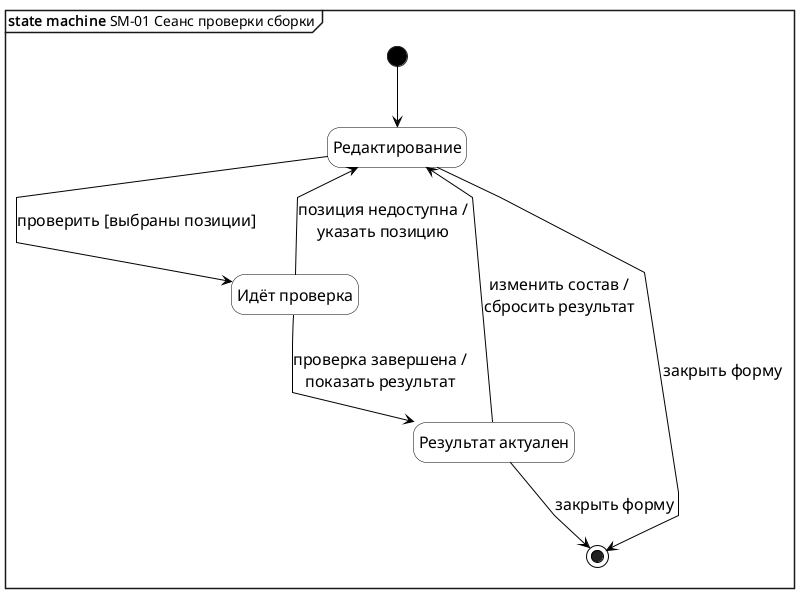 state machine SM-01 Сеанс проверки сборки
Редактирование
проверить [выбраны позиции]
позиция недоступна /
указать позицию
изменить состав /
сбросить результат
Идёт проверка
проверка завершена /
показать результат
закрыть форму
Результат актуален
закрыть форму